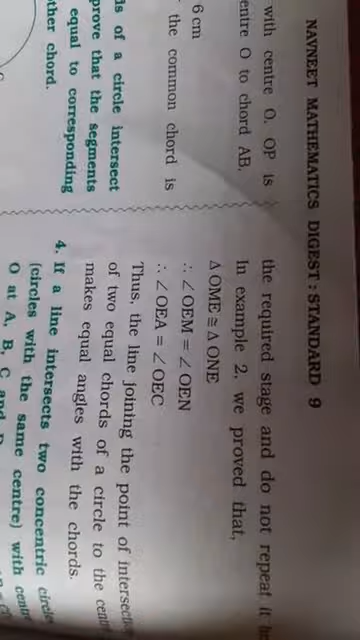 NAVNEET MATHEMATICS DIGEST : STANDARD 9
with centre O. OP is
entre O to chord AB.
6 cm
the common chord is
of a circle intersect
prove that the segments
equal to corresponding
ther chord.
the required stage and do not repeat it
In example 2, we proved that,
Δ OME ≅ Δ ONE
∴ ∠ OEM = ∠ OEN
∴ ∠ OEA = ∠ OEC
Thus, the line joining the point of intersection
of two equal chords of a circle to the centre
makes equal angles with the chords.
4. If a line intersects two concentric circles
(circles with the same centre) with centre
O at A, B, C and D